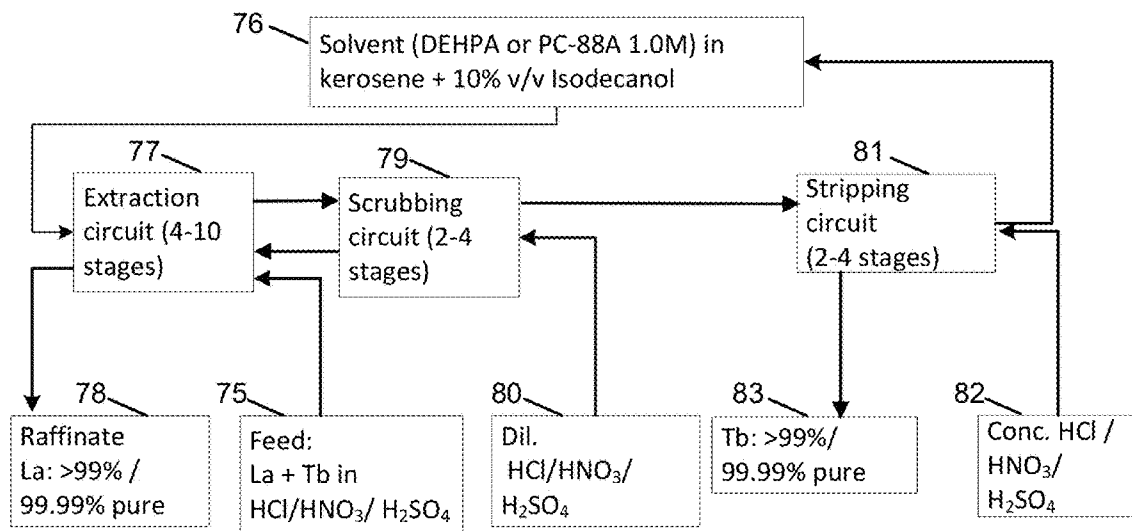 76
Solvent (DEHPA or PC-88A 1.0M) in
kerosene + 10% v/v Isodecanol
77
Extraction
circuit (4-10
stages)
79
Scrubbing
circuit (2-4
stages)
81
Stripping
circuit
(2-4 stages)
78
Raffinate
La: >99% /
99.99% pure
75
Feed:
La + Tb in
HCl/HNO₃/ H₂SO₄
80
Dil.
HCl/HNO₃/
H₂SO₄
83
Tb: >99%/
99.99% pure
82
Conc. HCl /
HNO₃/
H₂SO₄